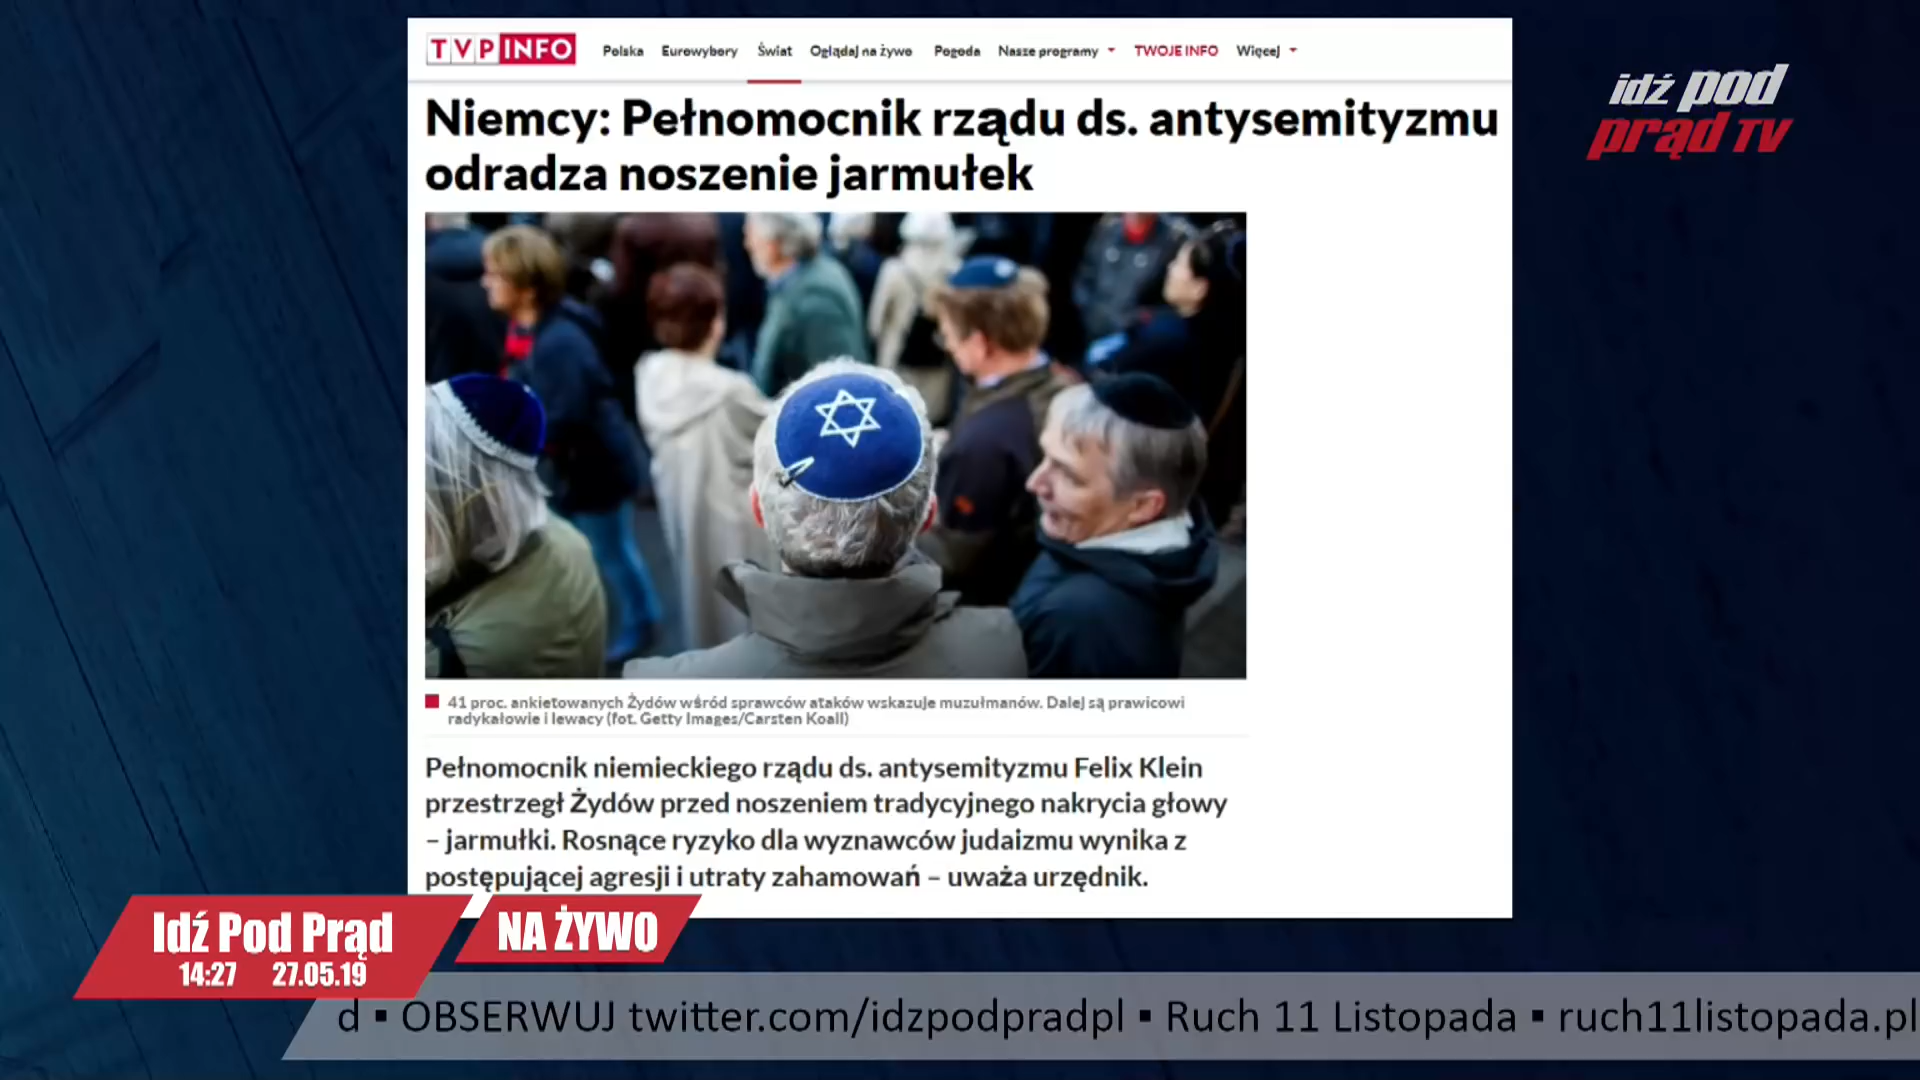 TVP INFO Polska Eurowybory Świat Oglądaj na żywo Pogoda Nasze programy TWOJE INFO Więcej
idź pod
prąd TV
Niemcy: Pełnomocnik rządu ds. antysemityzmu
odradza noszenie jarmułek
41 proc. ankietowanych Żydów wśród sprawców ataków wskazuje muzułmanów. Dalej są prawicowi
radykałowie i lewacy (fot. Getty Images/Carsten Koall)
Pełnomocnik niemieckiego rządu ds. antysemityzmu Felix Klein
przestrzegł Żydów przed noszeniem tradycyjnego nakrycia głowy
– jarmułki. Rosnące ryzyko dla wyznawców judaizmu wynika z
postępującej agresji i utraty zahamowań – uważa urzędnik.
Idź Pod Prąd NA ŻYWO
14:27 27.05.19
d ▪ OBSERWUJ twitter.com/idzpodpradpl ▪ Ruch 11 Listopada ▪ ruch11listopada.pl